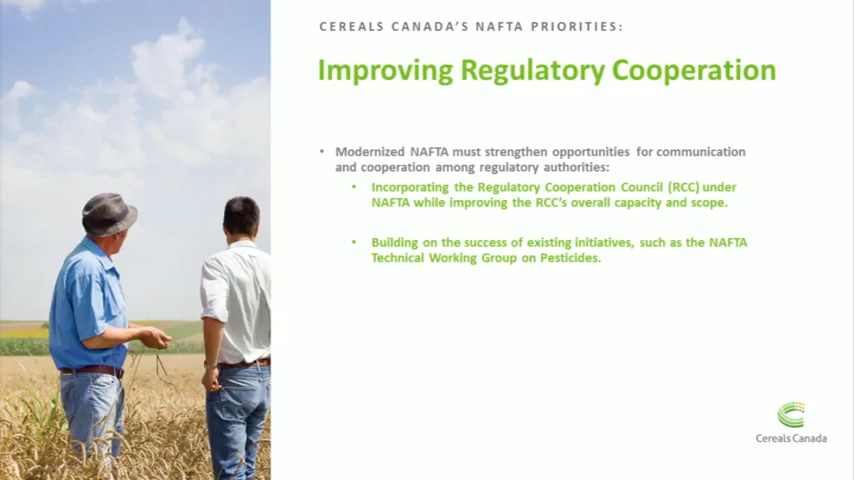 CEREALS CANADA'S NAFTA PRIORITIES:
Improving Regulatory Cooperation
• Modernized NAFTA must strengthen opportunities for communication
and cooperation among regulatory authorities:
• Incorporating the Regulatory Cooperation Council (RCC) under
NAFTA while improving the RCC's overall capacity and scope.
• Building on the success of existing initiatives, such as the NAFTA
Technical Working Group on Pesticides.
Cereals Canada